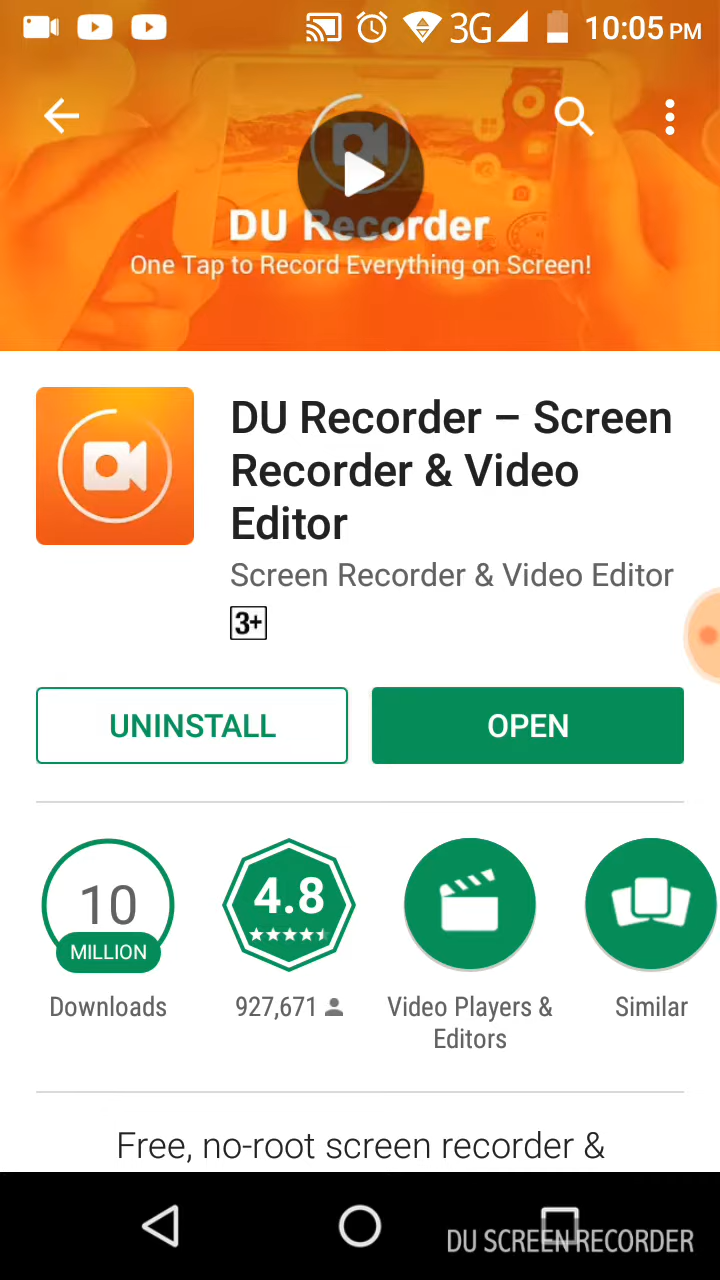 3G 10:05 PM
DU Recorder
One Tap to Record Everything on Screen!
DU Recorder – Screen
Recorder & Video
Editor
Screen Recorder & Video Editor
3+
UNINSTALL
OPEN
10
MILLION
Downloads
4.8
927,671
Video Players &
Editors
Similar
Free, no-root screen recorder &
DU SCREEN RECORDER